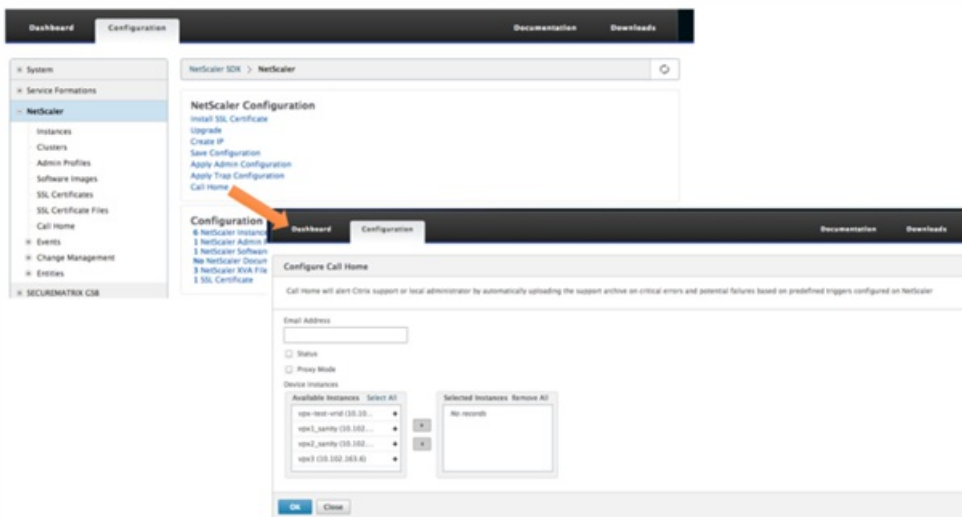 Dashboard
Configuration
Documentation
Downloads
System
NetScaler SDX > NetScaler
Service Formations
NetScaler
Instances
Clusters
Admin Profiles
Software Images
SSL Certificates
SSL Certificate Files
Call Home
Events
Change Management
Entities
SECUREMATRIX GSB
NetScaler Configuration
Install SSL Certificate
Upgrade
Create IP
Save Configuration
Apply Admin Configuration
Apply Trap Configuration
Call Home
Configuration
6 NetScaler Instance
1 NetScaler Admin
1 NetScaler Software
No NetScaler Docum
3 NetScaler XVA File
1 SSL Certificate
Dashboard
Configuration
Documentation
Downloads
Configure Call Home
Call Home will alert Citrix support or local administrator by automatically uploading the support archive on critical errors and potential failures based on predefined triggers configured on NetScaler
Email Address
Status
Proxy Mode
Device Instances
Available Instances Select All
vpx-test-vrid (10.10...
vpx1_sanity (10.102....
vpx2_sanity (10.102....
vpx3 (10.102.163.6)
Selected Instances Remove All
No records
OK
Close